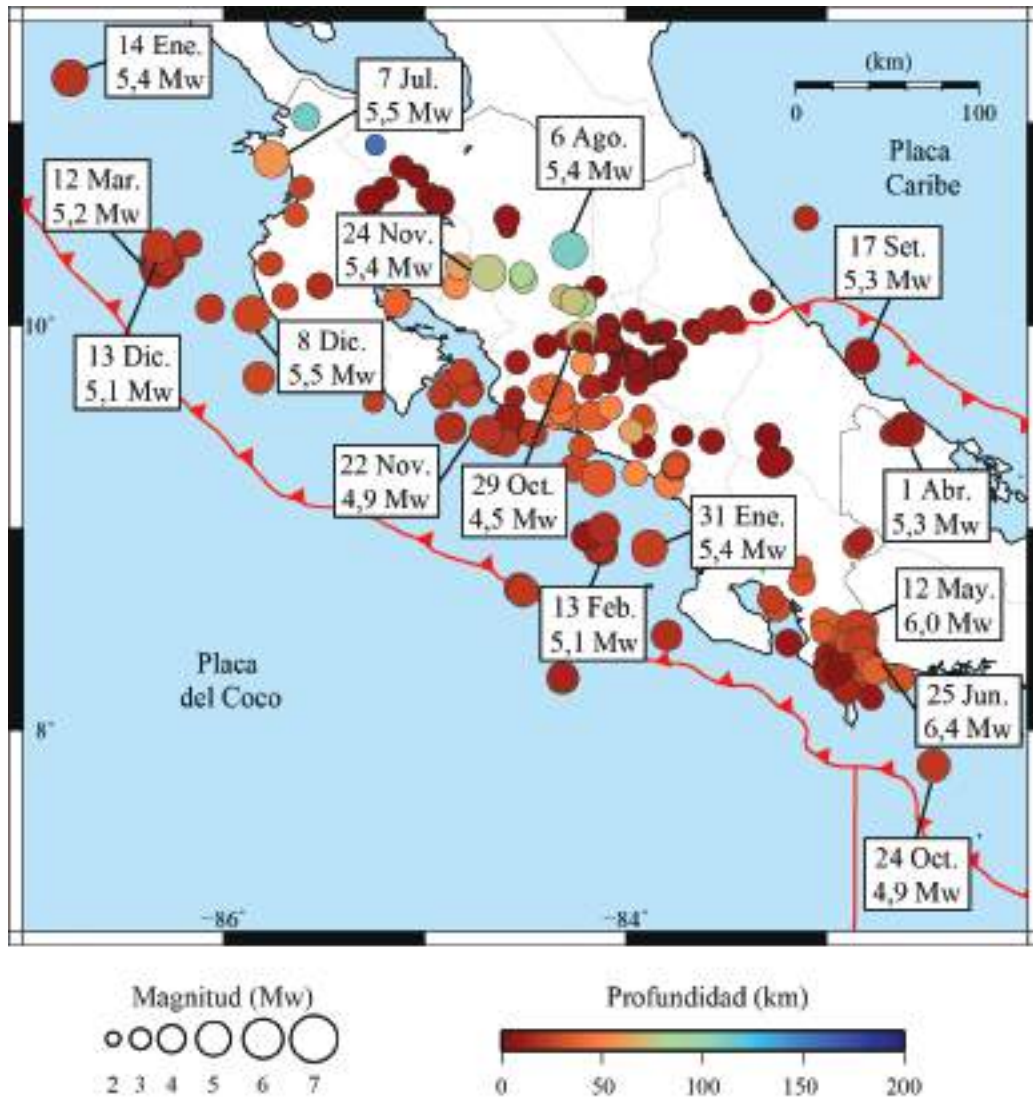 14 Ene.
5,4 Mw
7 Jul.
5,5 Mw
(km)
0
100
6 Ago.
5,4 Mw
Placa
Caribe
12 Mar.
5,2 Mw
24 Nov.
5,4 Mw
17 Set.
5,3 Mw
10°
13 Dic.
5,1 Mw
8 Dic.
5,5 Mw
22 Nov.
4,9 Mw
29 Oct.
4,5 Mw
31 Ene.
5,4 Mw
1 Abr.
5,3 Mw
13 Feb.
5,1 Mw
12 May.
6,0 Mw
Placa
del Coco
25 Jun.
6,4 Mw
8°
24 Oct.
4,9 Mw
−86°
−84°
Magnitud (Mw)
2 3 4 5 6 7
Profundidad (km)
0 50 100 150 200